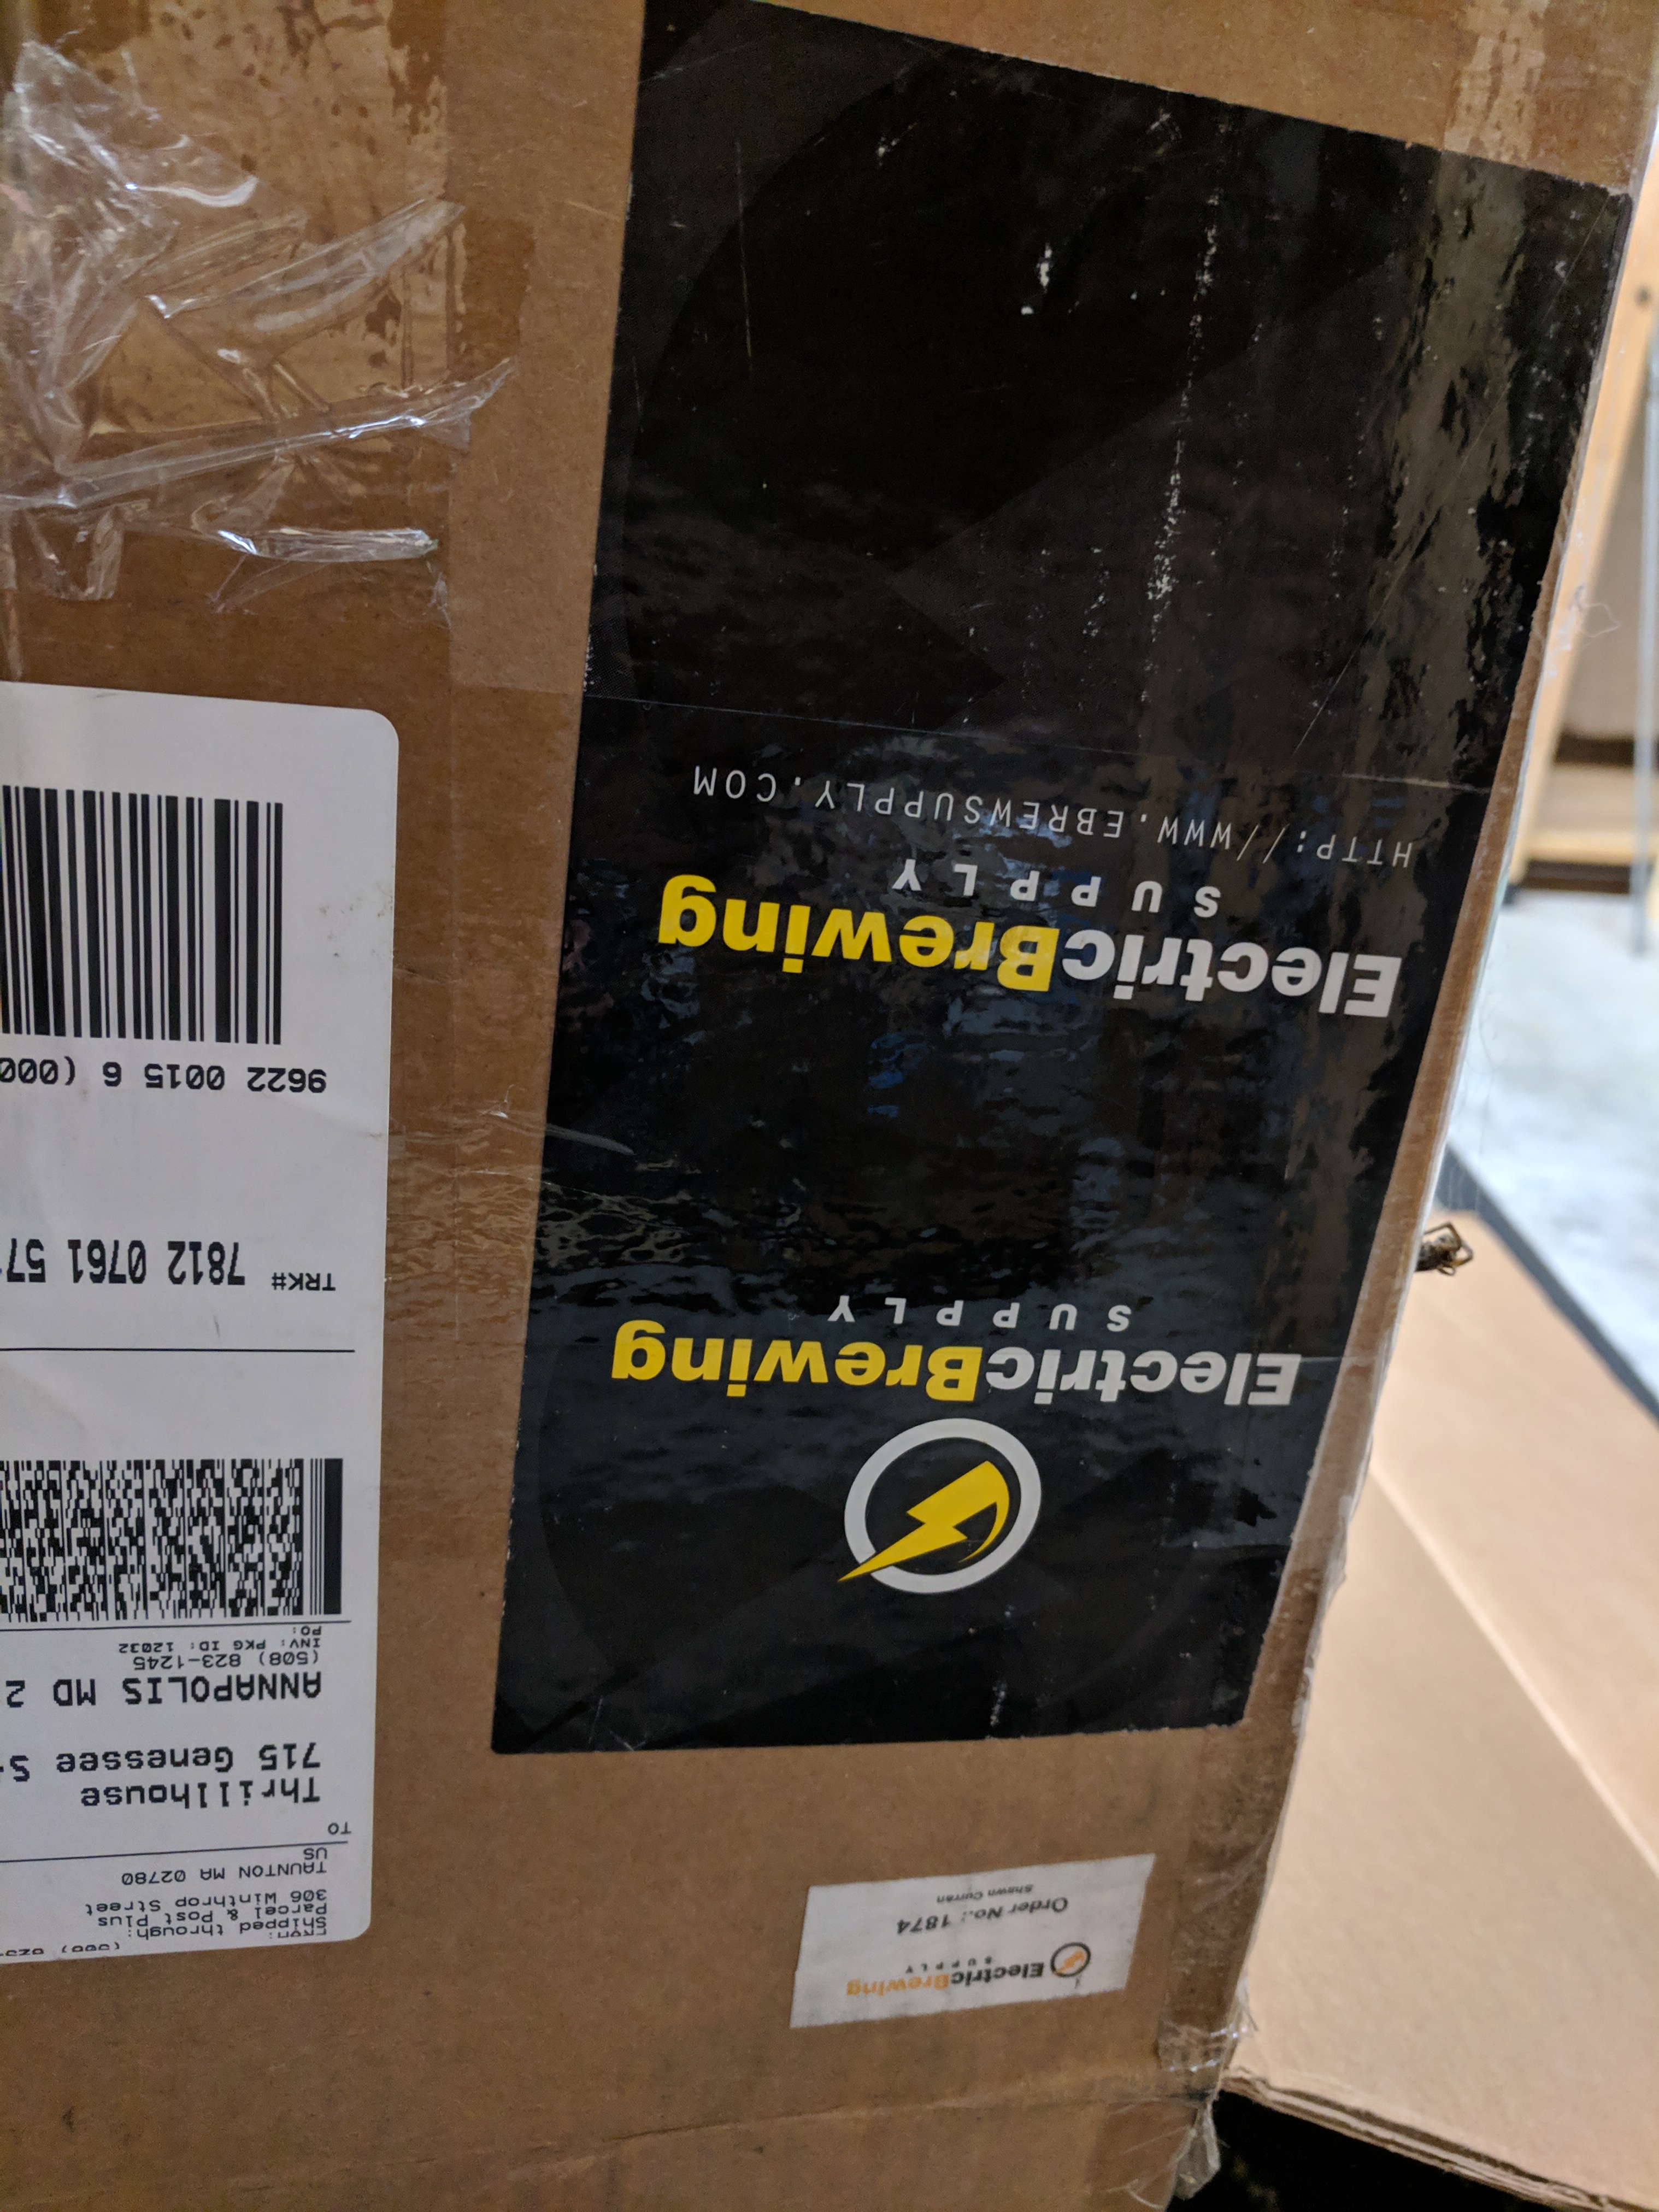 Shipped through:
Parcel & Post Plus
306 Winthrop Street
TAUNTON MA 02780
US
TO
Thrillhouse
715 Genessee
ANNAPOLIS MD 2
(508) 823-1245
INV: PKG ID: 12032
PO:
TRK# 7812 0761 57
9622 0015 6 (000
ElectricBrewing
SUPPLY
Order No.: 1874
Shawn Curran
ElectricBrewing
SUPPLY
ElectricBrewing
SUPPLY
HTTP://WWW.EBREWSUPPLY.COM